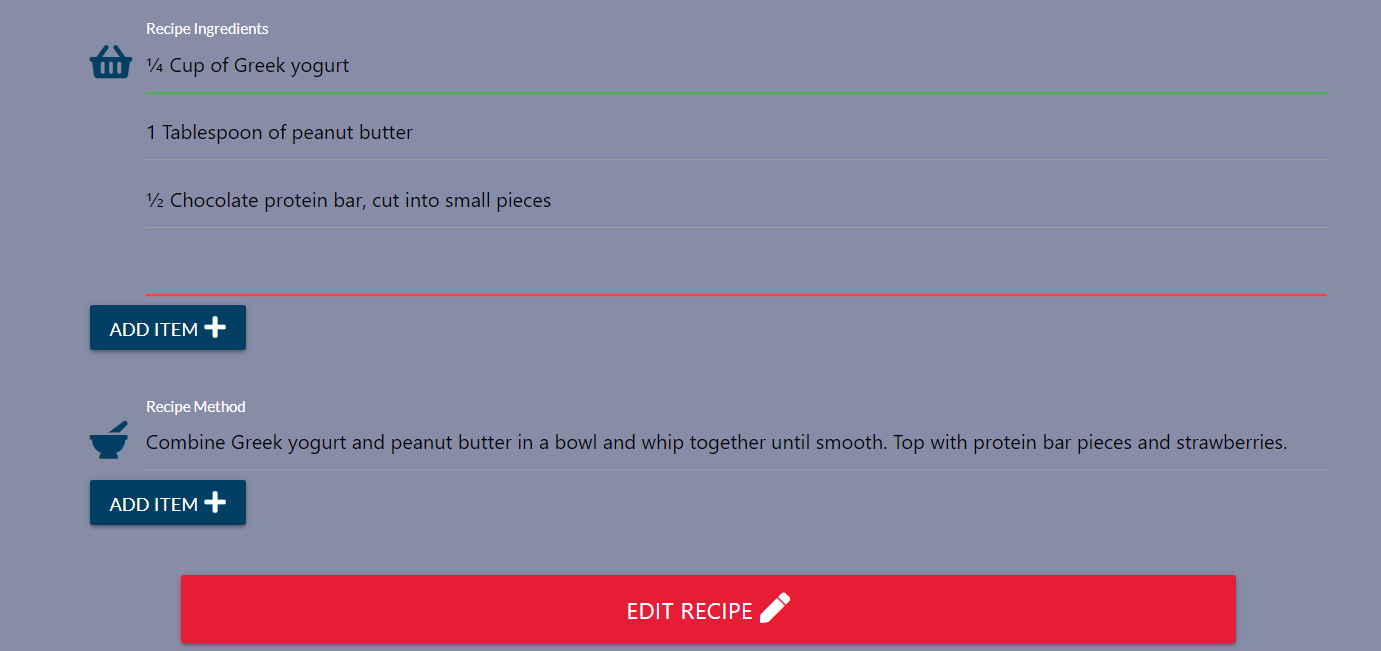 Recipe Ingredients
¼ Cup of Greek yogurt
1 Tablespoon of peanut butter
½ Chocolate protein bar, cut into small pieces
ADD ITEM
Recipe Method
Combine Greek yogurt and peanut butter in a bowl and whip together until smooth. Top with protein bar pieces and strawberries.
ADD ITEM
EDIT RECIPE